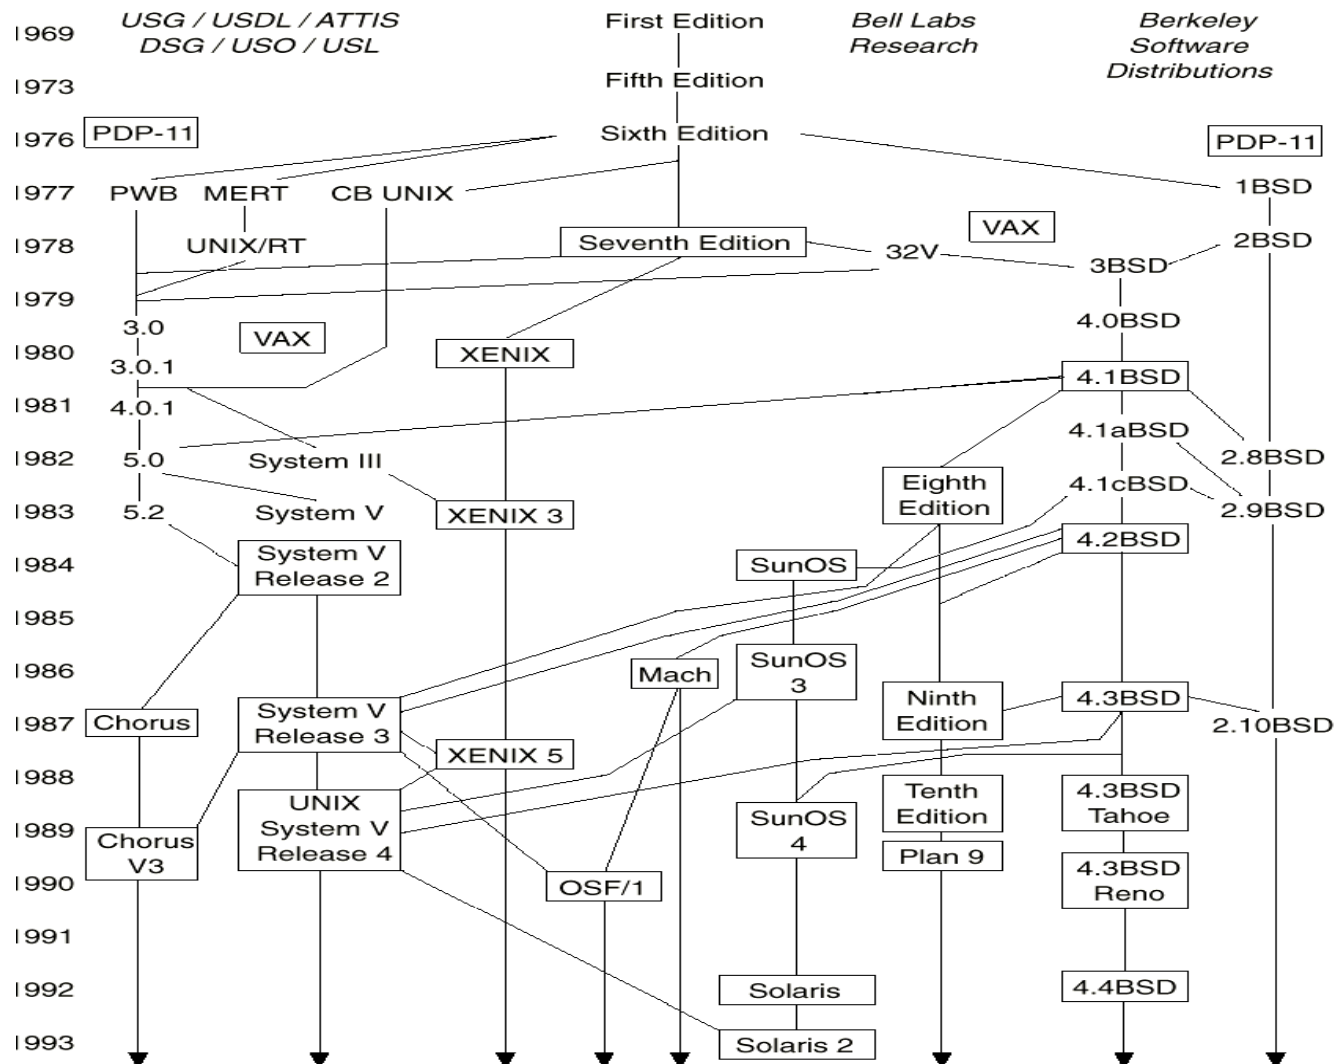 USG / USDL / ATTIS
DSG / USO / USL
First Edition
Bell Labs
Research
Berkeley
Software
Distributions
1969
1973
Fifth Edition
1976
PDP-11
Sixth Edition
PDP-11
1977
PWB
MERT
CB UNIX
1BSD
1978
UNIX/RT
Seventh Edition
32V
VAX
3BSD
2BSD
1979
3.0
VAX
4.0BSD
1980
3.0.1
XENIX
4.1BSD
1981
4.0.1
4.1aBSD
1982
5.0
System III
Eighth
Edition
4.1cBSD
2.8BSD
1983
5.2
System V
XENIX 3
2.9BSD
4.2BSD
1984
System V
Release 2
SunOS
1985
1986
Mach
SunOS
3
1987
Chorus
System V
Release 3
Ninth
Edition
4.3BSD
2.10BSD
XENIX 5
1988
UNIX
System V
Release 4
Tenth
Edition
4.3BSD
Tahoe
1989
Chorus
V3
SunOS
4
Plan 9
1990
OSF/1
4.3BSD
Reno
1991
1992
Solaris
4.4BSD
1993
Solaris 2